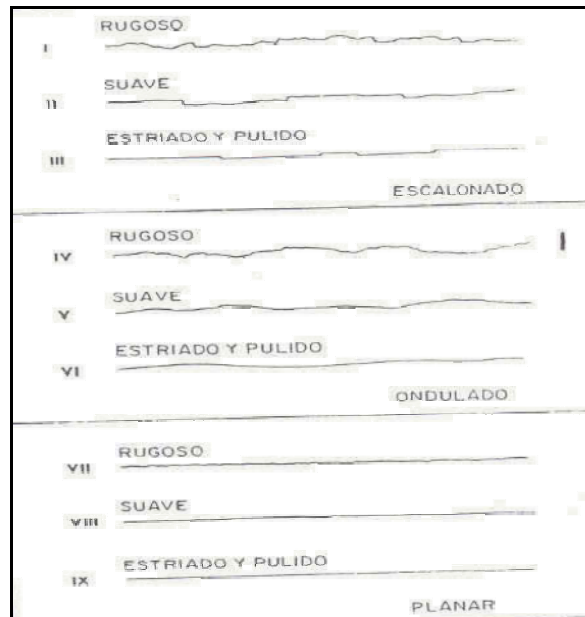 RUGOSO
I
SUAVE
II
ESTRIADO Y PULIDO
III
ESCALONADO
RUGOSO
IV
SUAVE
V
ESTRIADO Y PULIDO
VI
ONDULADO
RUGOSO
VII
SUAVE
VIII
ESTRIADO Y PULIDO
IX
PLANAR